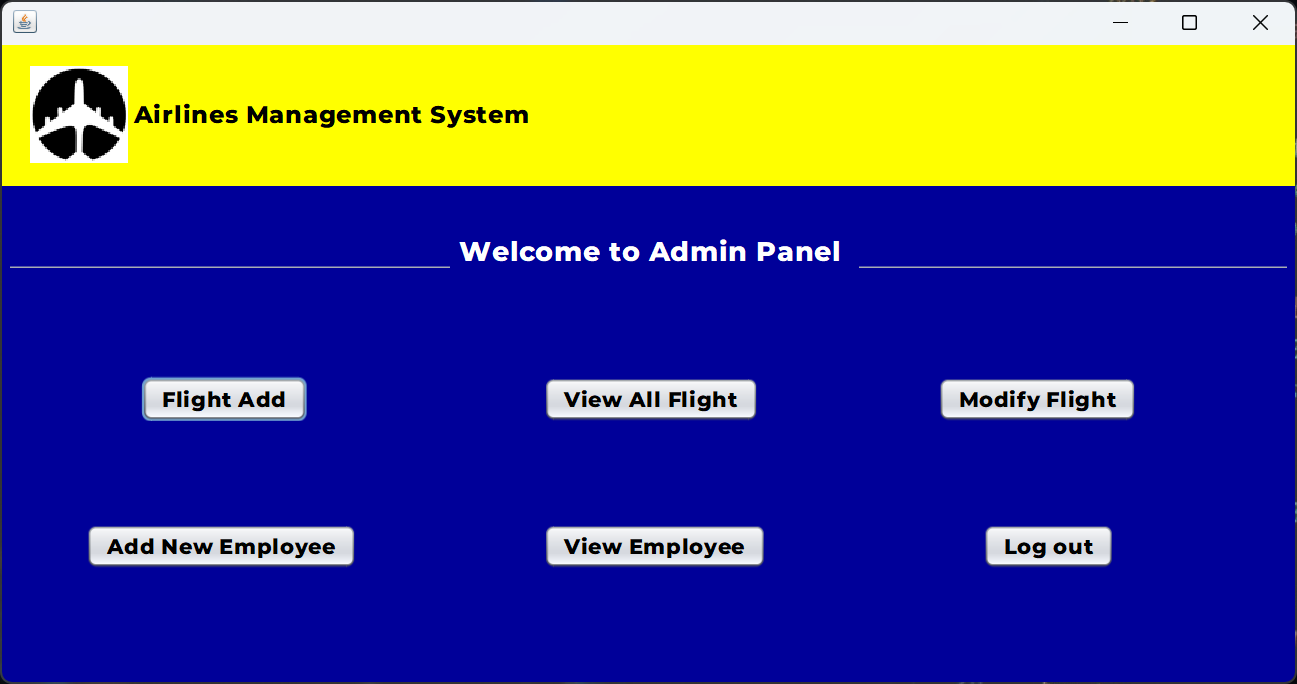 Airlines Management System
Welcome to Admin Panel
Flight Add
View All Flight
Modify Flight
Add New Employee
View Employee
Log out